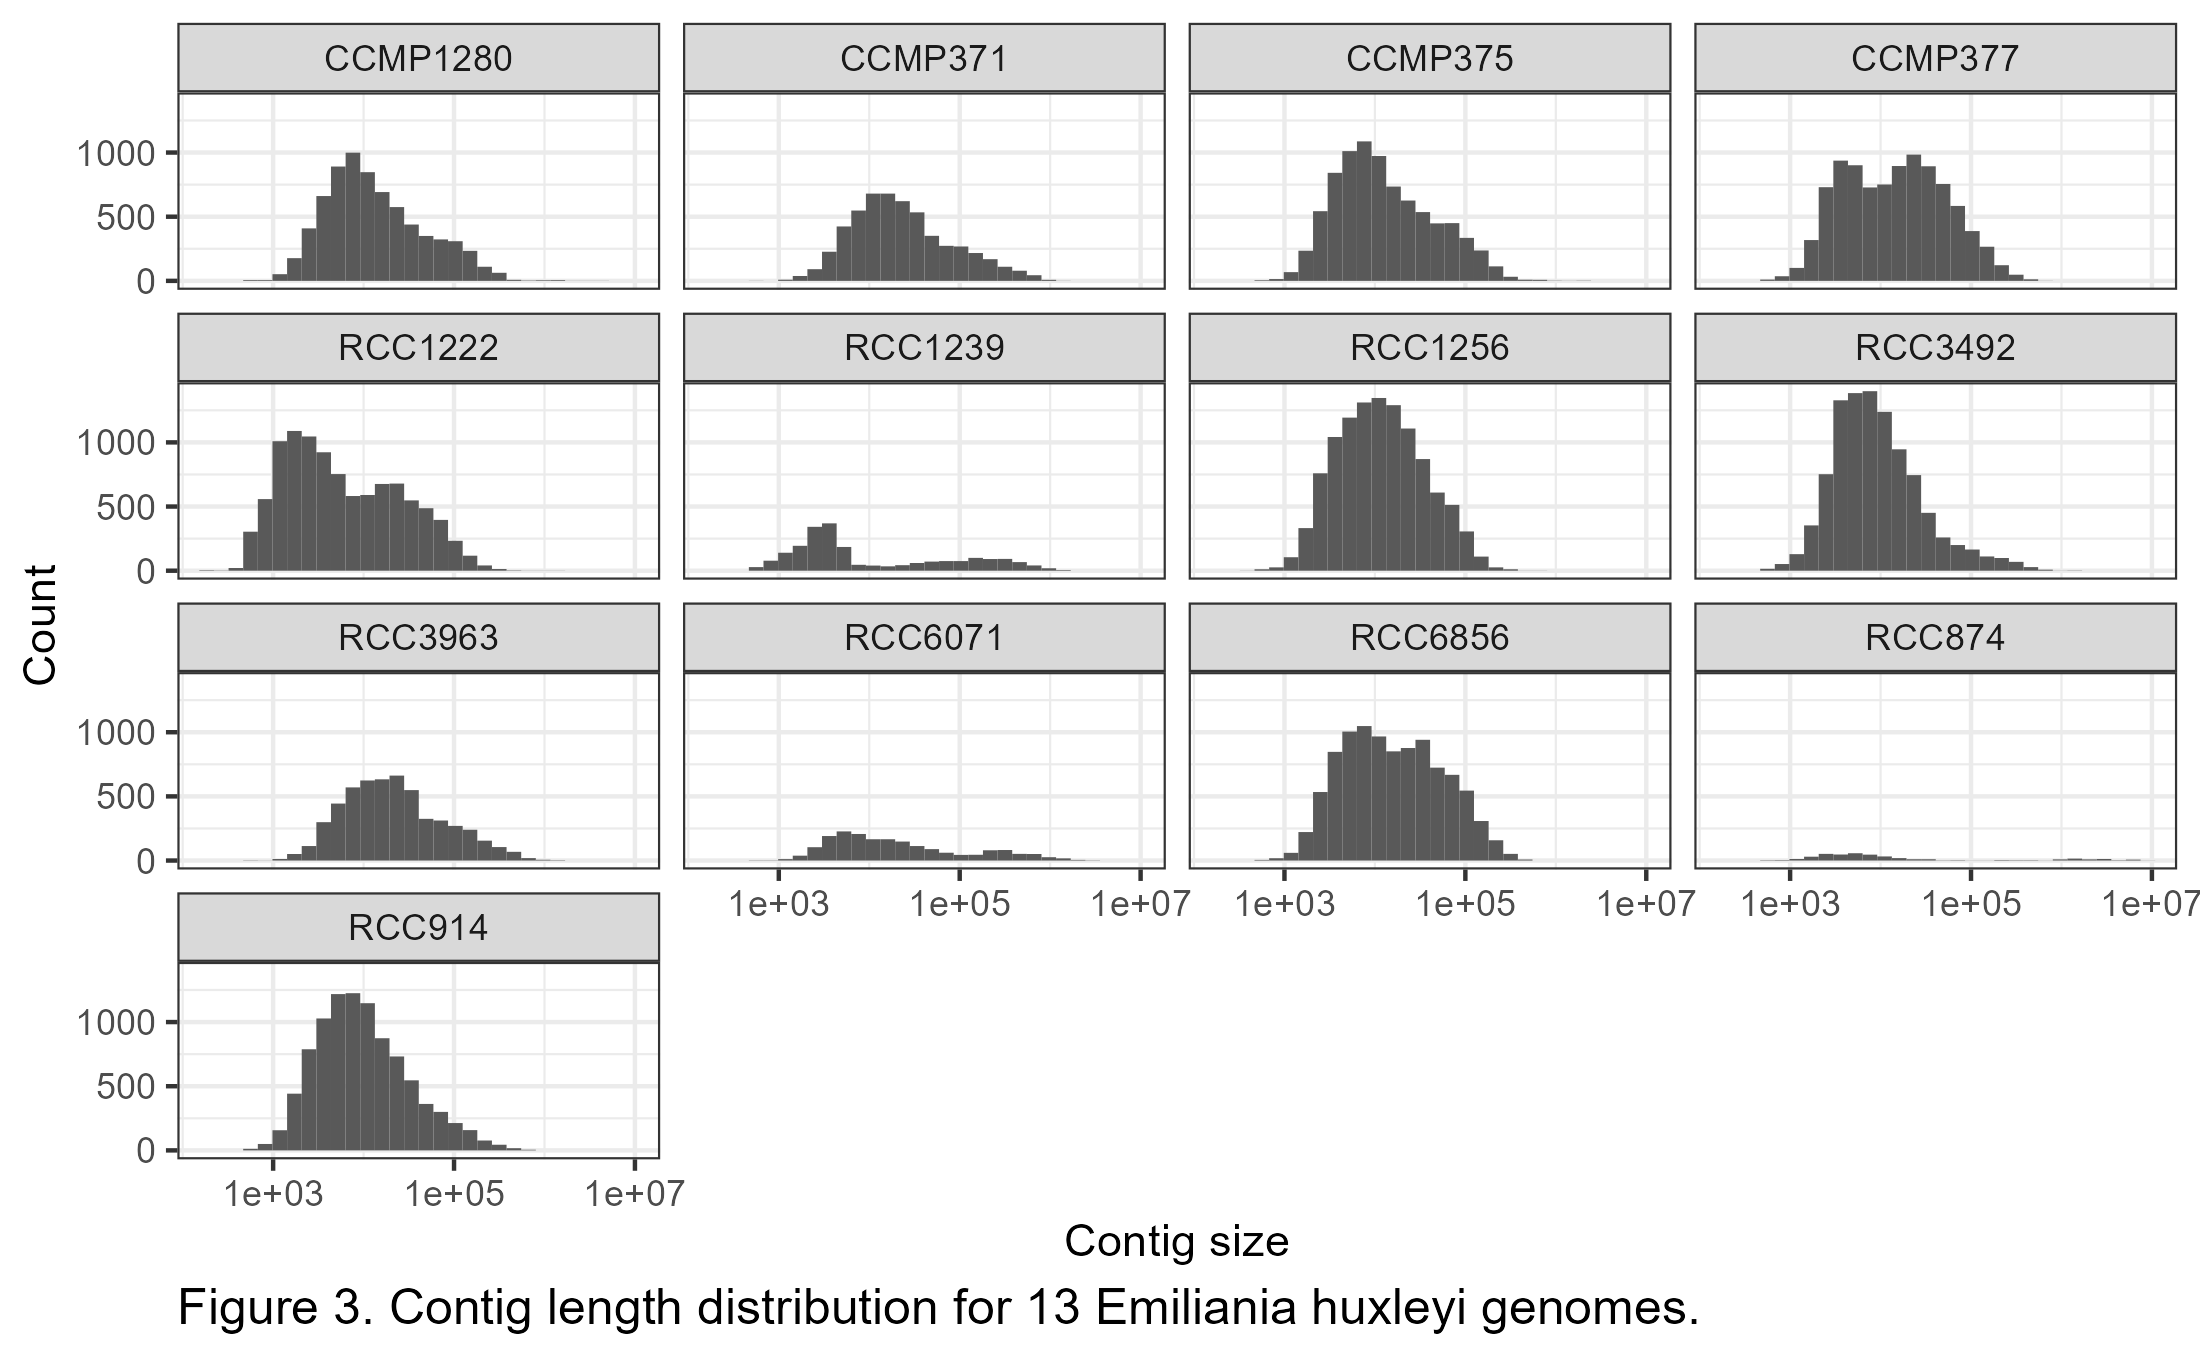 CCMP1280 CCMP371 CCMP375 CCMP377
1000
500
0
RCC1222 RCC1239 RCC1256 RCC3492
1000
500
0
Count
RCC3963 RCC6071 RCC6856 RCC874
1000
500
0
1e+03 1e+05 1e+07 1e+03 1e+05 1e+07 1e+03 1e+05 1e+07
RCC914
1000
500
0
1e+03 1e+05 1e+07
Contig size
Figure 3. Contig length distribution for 13 Emiliania huxleyi genomes.